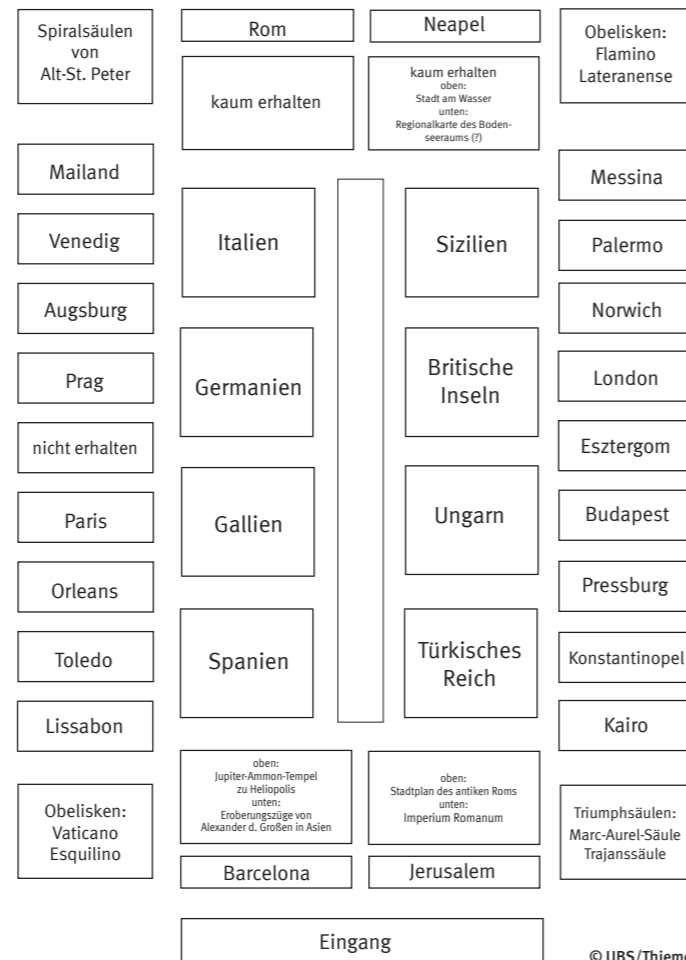 Spiralsäulen
von
Alt-St. Peter
Rom
Neapel
Obelisken:
Flamino
Lateranense
kaum erhalten
kaum erhalten
oben:
Stadt am Wasser
unten:
Regionalkarte des Boden-
seeraums (?)
Mailand
Messina
Venedig
Italien
Sizilien
Palermo
Augsburg
Norwich
Prag
Germanien
Britische
Inseln
London
nicht erhalten
Esztergom
Paris
Gallien
Ungarn
Budapest
Orleans
Pressburg
Toledo
Spanien
Türkisches
Reich
Konstantinopel
Lissabon
Kairo
Obelisken:
Vaticano
Esquilino
oben:
Jupiter-Ammon-Tempel
zu Heliopolis
unten:
Eroberungszüge von
Alexander d. Großen in Asien
oben:
Stadtplan des antiken Roms
unten:
Imperium Romanum
Triumphsäulen:
Marc-Aurel-Säule
Trajanssäule
Barcelona
Jerusalem
Eingang
© UBS/Thieme